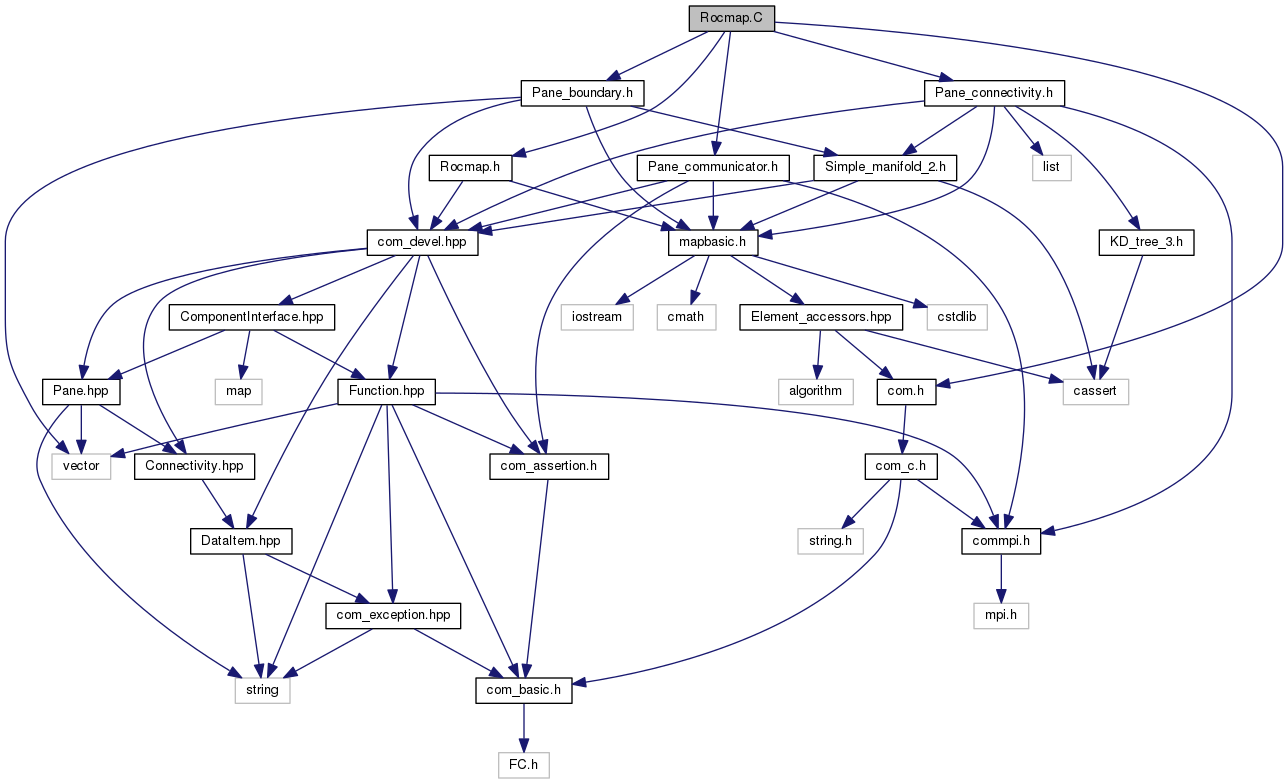 Rocmap.C
Pane_boundary.h
Pane_connectivity.h
Rocmap.h
Pane_communicator.h
Simple_manifold_2.h
list
com_devel.hpp
mapbasic.h
KD_tree_3.h
ComponentInterface.hpp
iostream
cmath
Element_accessors.hpp
cstdlib
Pane.hpp
map
Function.hpp
algorithm
com.h
cassert
vector
Connectivity.hpp
com_assertion.h
com_c.h
DataItem.hpp
string.h
commpi.h
com_exception.hpp
mpi.h
string
com_basic.h
FC.h